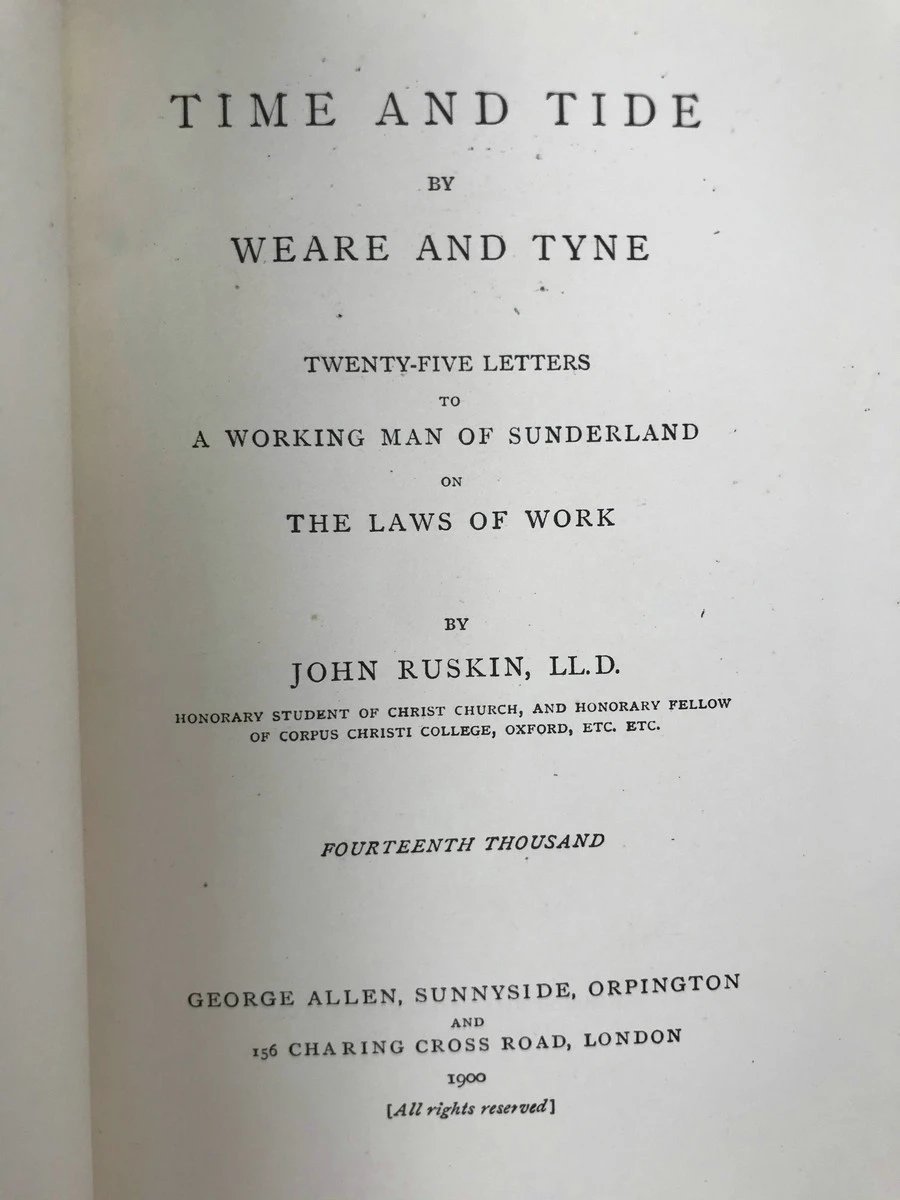 TIME AND TIDE
BY
WEARE AND TYNE
TWENTY-FIVE LETTERS
TO
A WORKING MAN OF SUNDERLAND
ON
THE LAWS OF WORK
BY
JOHN RUSKIN, LL.D.
HONORARY STUDENT OF CHRIST CHURCH, AND HONORARY FELLOW
OF CORPUS CHRISTI COLLEGE, OXFORD, ETC. ETC.
FOURTEENTH THOUSAND
GEORGE ALLEN, SUNNYSIDE, ORPINGTON
AND
156 CHARING CROSS ROAD, LONDON
1900
[All rights reserved]